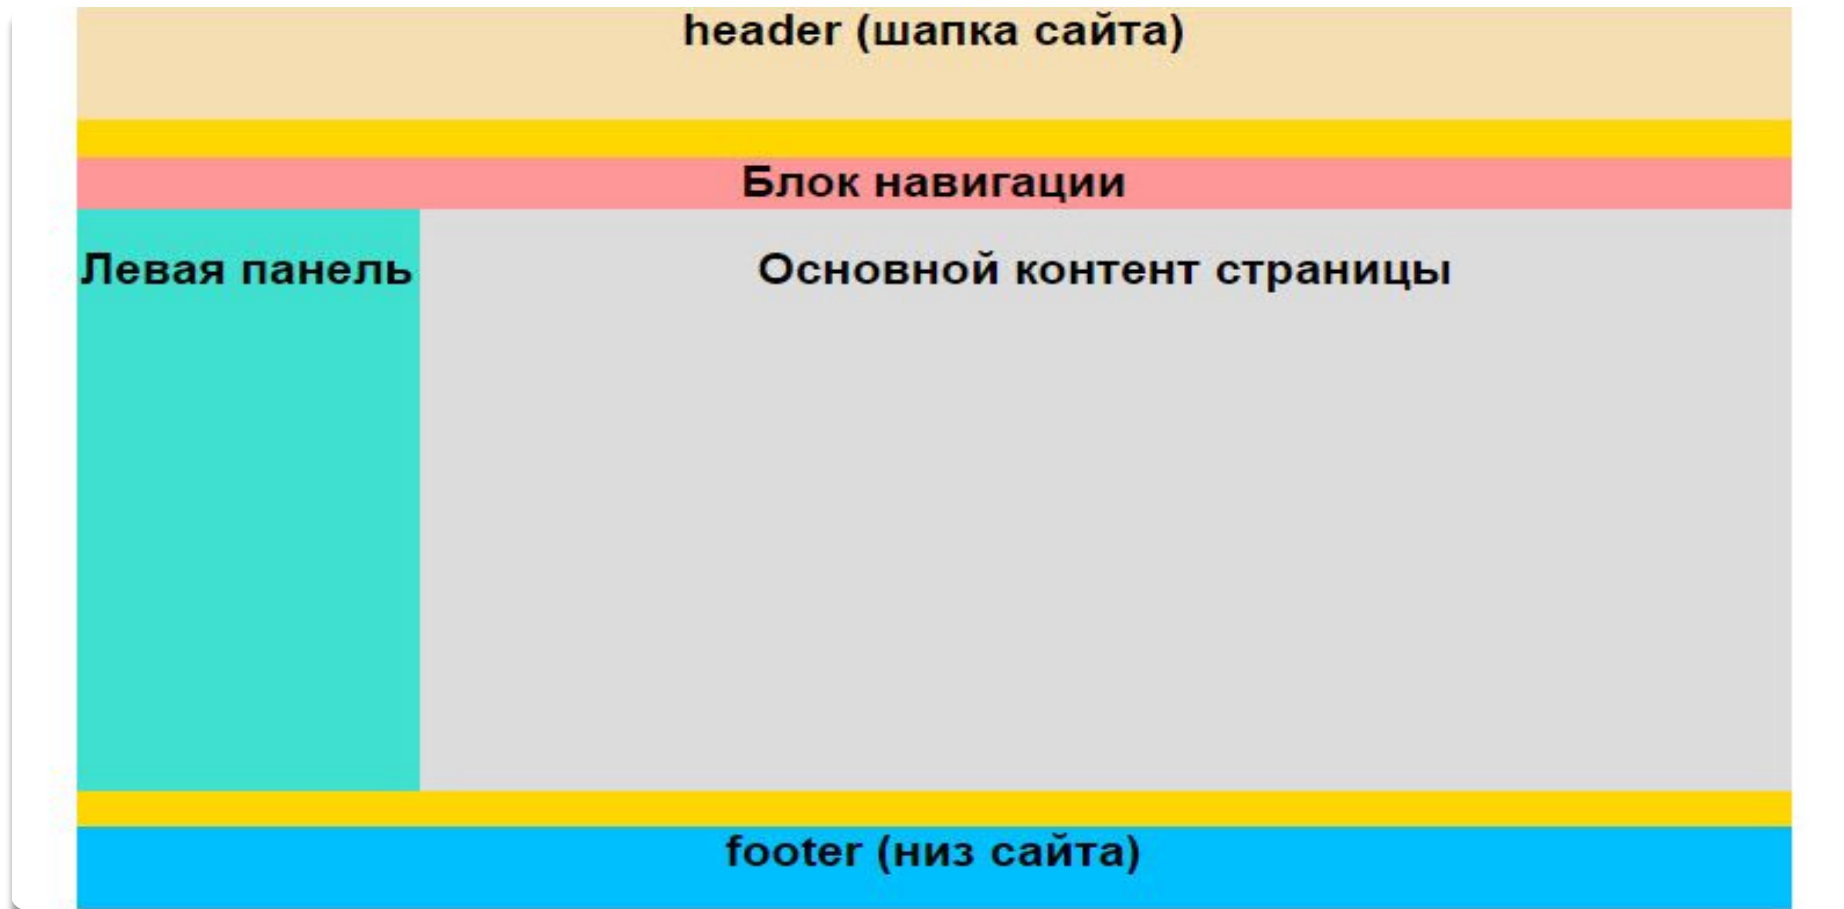 header (шапка сайта)
Блок навигации
Левая панель
Основной контент страницы
footer (низ сайта)